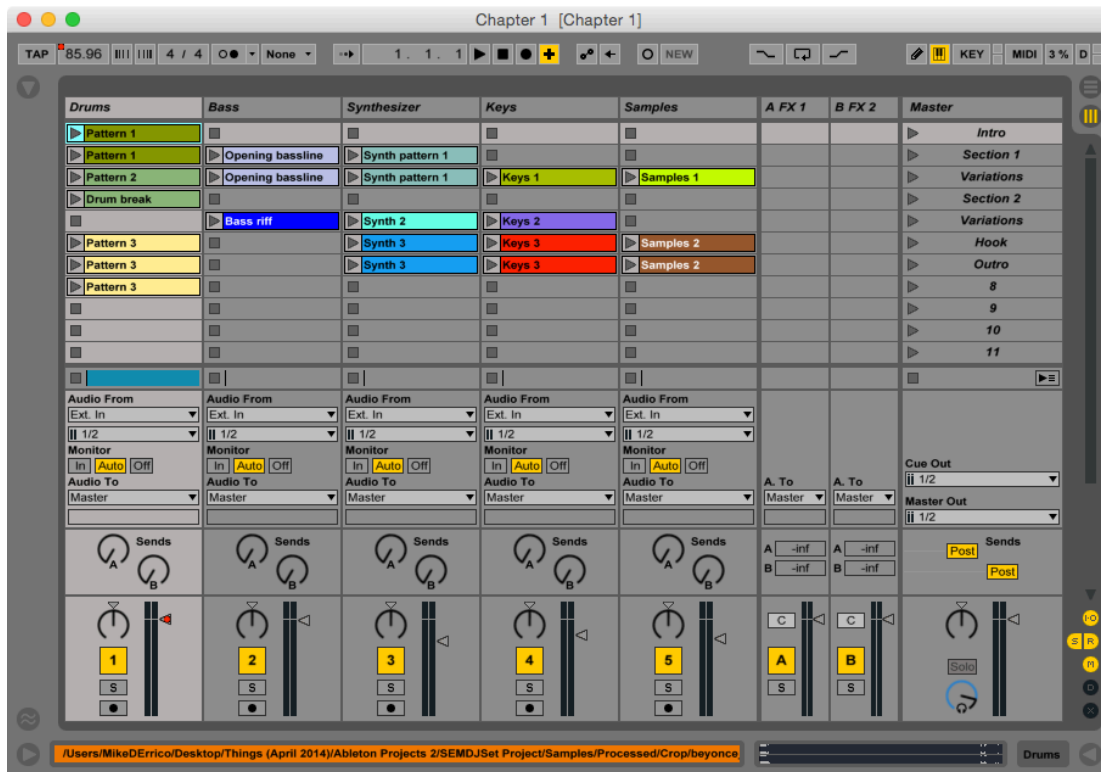 Chapter 1 [Chapter 1]
TAP 85.96 4 / 4 None 1. 1. 1 NEW KEY MIDI 3 % D
Drums Bass Synthesizer Keys Samples A FX 1 B FX 2 Master
Pattern 1 Intro
Pattern 1 Opening bassline Synth pattern 1 Section 1
Pattern 2 Opening bassline Synth pattern 1 Keys 1 Samples 1 Variations
Drum break Section 2
Bass riff Synth 2 Keys 2 Variations
Pattern 3 Synth 3 Keys 3 Samples 2 Hook
Pattern 3 Synth 3 Keys 3 Samples 2 Outro
Pattern 3 8
9
10
11
Audio From Audio From Audio From Audio From Audio From
Ext. In Ext. In Ext. In Ext. In Ext. In
1/2 1/2 1/2 1/2 1/2
Monitor Monitor Monitor Monitor Monitor Cue Out
In Auto Off In Auto Off In Auto Off In Auto Off In Auto Off 1/2
Audio To Audio To Audio To Audio To Audio To A. To A. To Master Out
Master Master Master Master Master Master Master 1/2
Sends Sends Sends Sends Sends A -inf A -inf Post Sends
A B A B A B A B A B B -inf B -inf Post
C C
1 2 3 4 5 A B Solo
S S S S S S S
I·O
S R
M
D
X
/Users/MikeDErrico/Desktop/Things (April 2014)/Ableton Projects 2/SEMDJSet Project/Samples/Processed/Crop/beyonce Drums